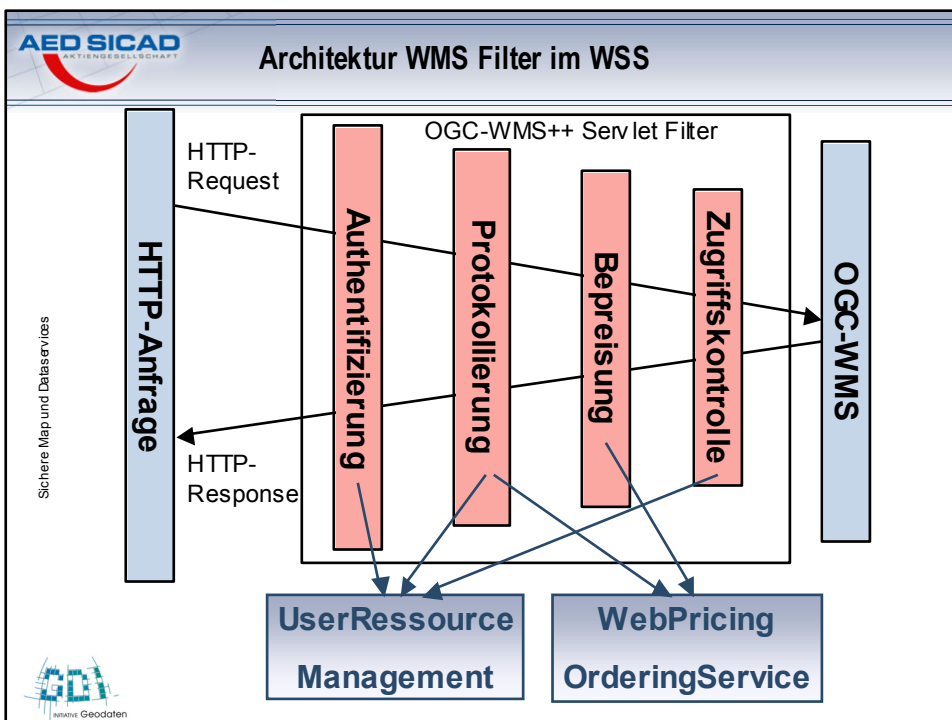 AED SICAD
AKTIENGESELLSCHAFT
Architektur WMS Filter im WSS
OGC-WMS++ Servlet Filter
HTTP-
Request
HTTP-Anfrage
Authentifizierung
Protokollierung
Bepreisung
Zugriffskontrolle
OGC-WMS
HTTP-
Response
Sichere Map und Dataservices
UserRessource
Management
WebPricing
OrderingService
GDI
INITIATIVE Geodaten